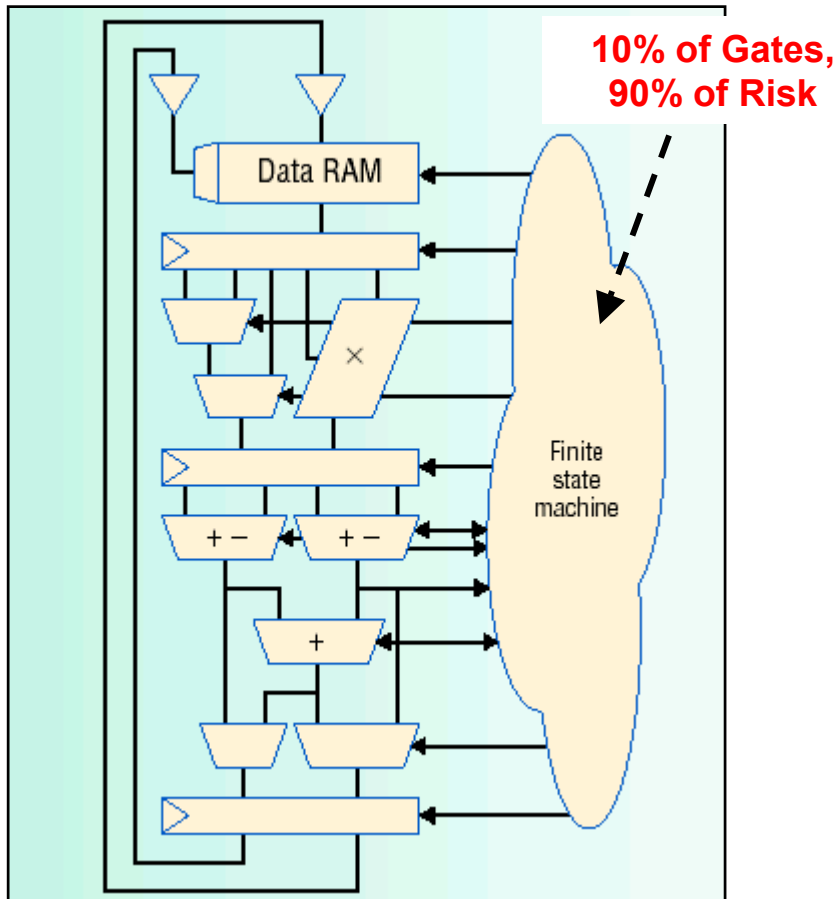 10% of Gates,
90% of Risk
Data RAM
×
Finite
state
machine
+ −
+ −
+